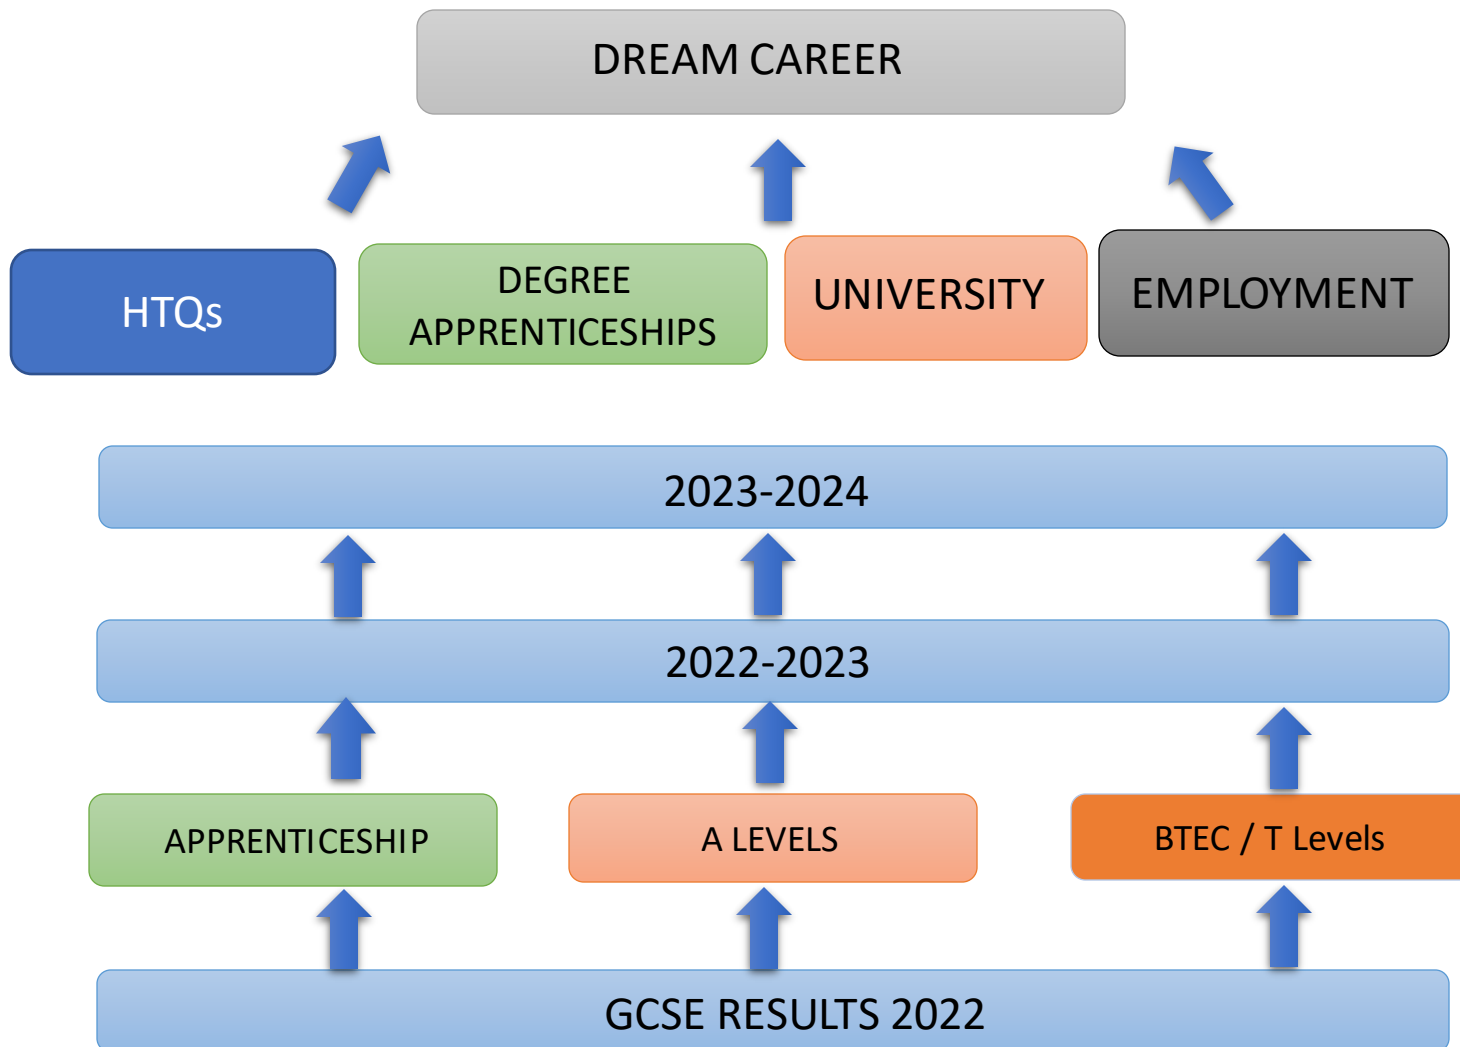 DREAM CAREER
HTQs
DEGREE
APPRENTICESHIPS
UNIVERSITY
EMPLOYMENT
2023-2024
2022-2023
APPRENTICESHIP
A LEVELS
BTEC / T Levels
GCSE RESULTS 2022